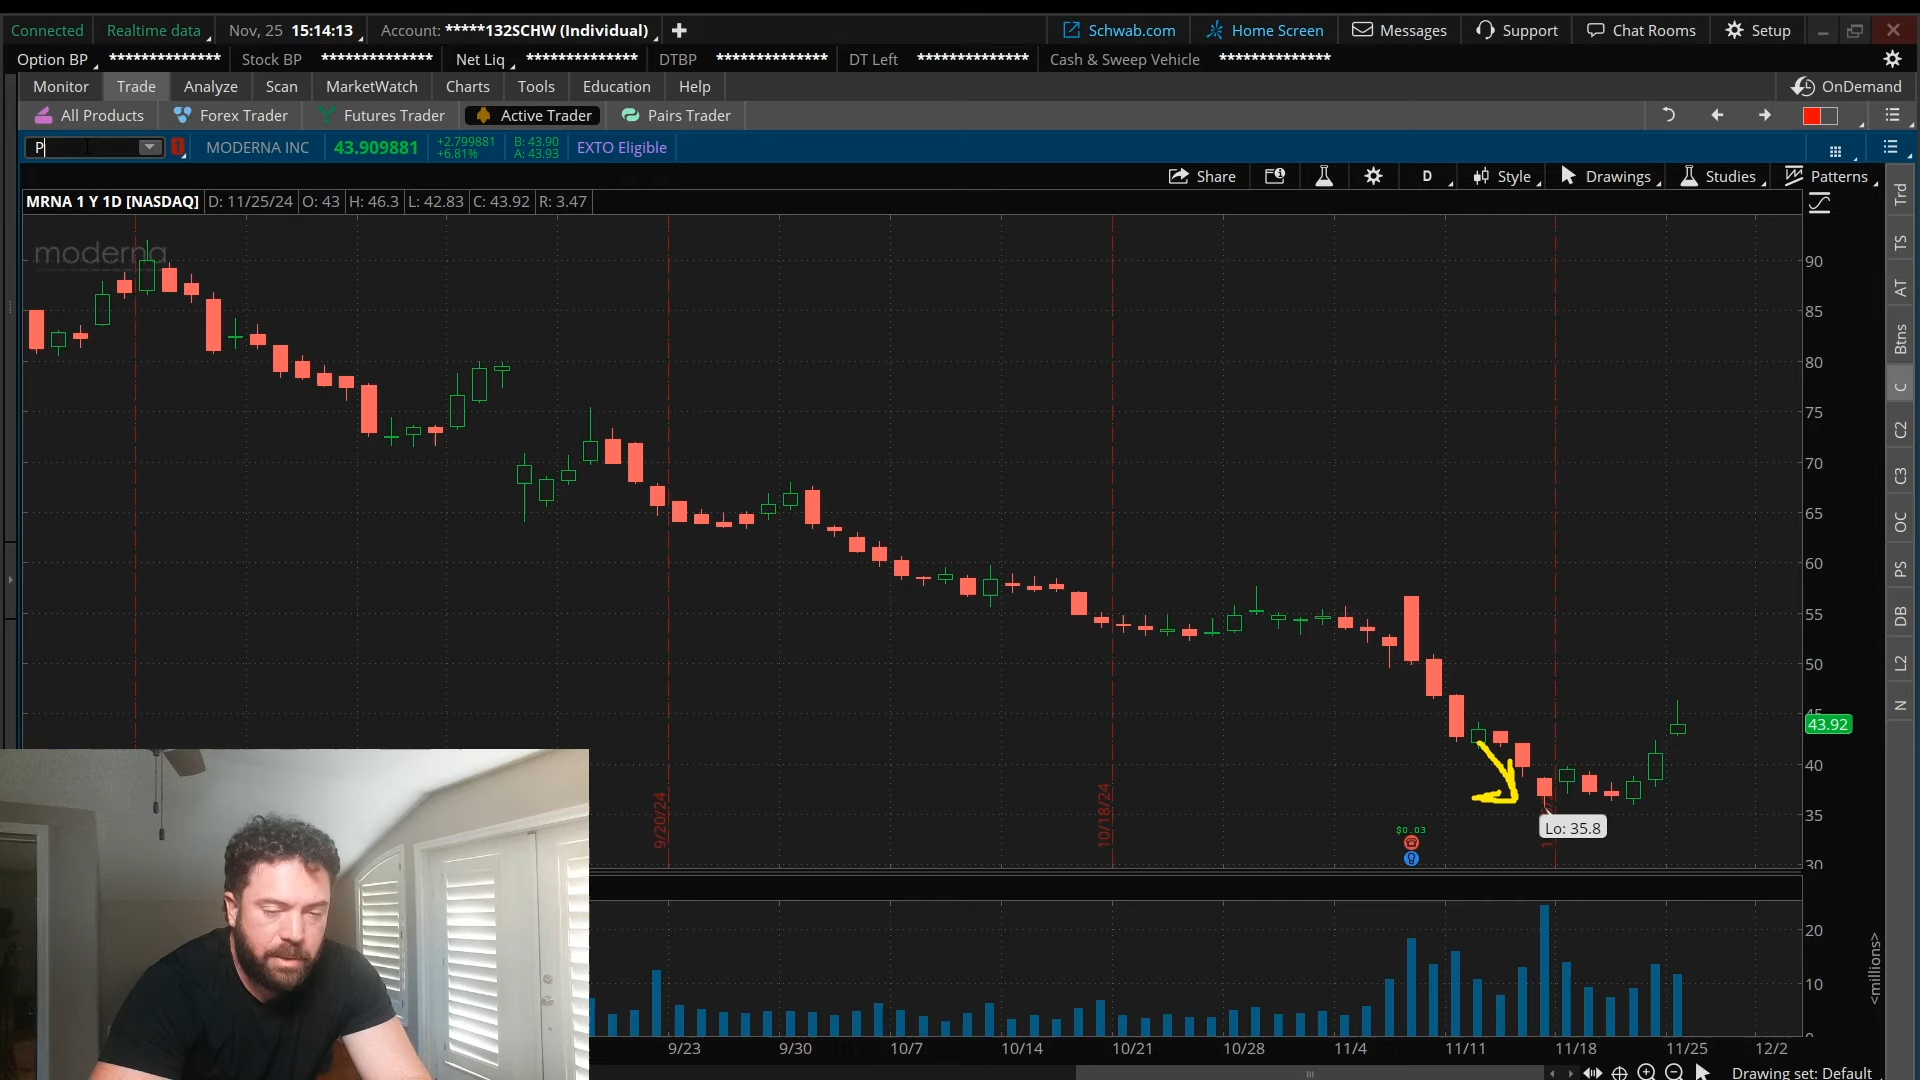 Connected Realtime data Nov, 25 15:14:13 Account: *****132SCHW (Individual) Schwab.com Home Screen Messages Support Chat Rooms Setup
Option BP ************** Stock BP ************** Net Liq ************** DTBP ************** DT Left ************** Cash & Sweep Vehicle **************
Monitor Trade Analyze Scan MarketWatch Charts Tools Education Help OnDemand
All Products Forex Trader Futures Trader Active Trader Pairs Trader
P 1 MODERNA INC 43.909881 +2.799881 +6.81% B: 43.90 A: 43.93 EXTO Eligible
Share D Style Drawings Studies Patterns
MRNA 1 Y 1D [NASDAQ] D: 11/25/24 O: 43 H: 46.3 L: 42.83 C: 43.92 R: 3.47
moderna
90
85
80
75
70
65
60
55
50
45
43.92
40
35
30
9/20/24
10/18/24
Lo: 35.8
$0.03
20
10
0
<millions>
9/23 9/30 10/7 10/14 10/21 10/28 11/4 11/11 11/18 11/25 12/2
Drawing set: Default
Trd
TS
AT
Btns
C
C2
C3
OC
PS
DB
L2
N